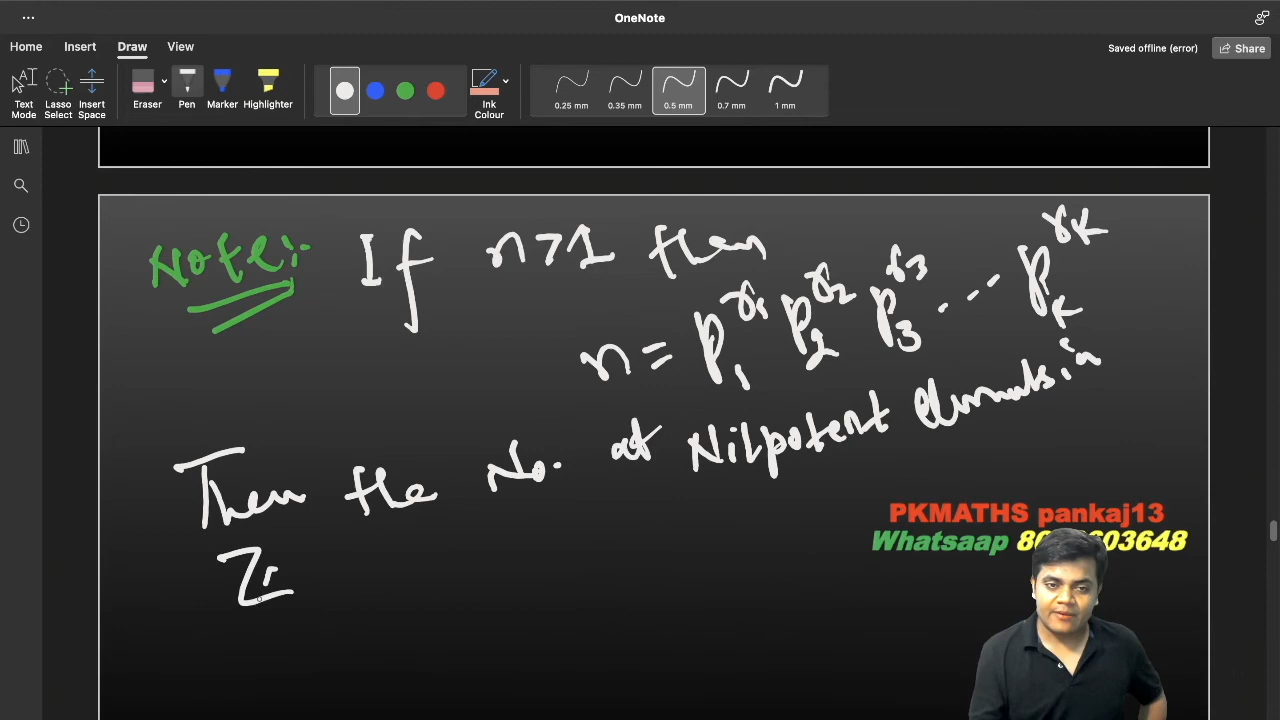 OneNote
Home Insert Draw View
Saved offline (error) Share
Text Mode
Lasso Select
Insert Space
Eraser Pen Marker Highlighter
Ink Colour
0.25 mm 0.35 mm 0.5 mm 0.7 mm 1 mm
Note:- If n>1 then
n = p₁^r₁ p₂^r₂ p₃^r₃ ... p_k^r_k
Then the No. of Nilpotent elements in
Zn
PKMATHS pankaj13
Whatsaap